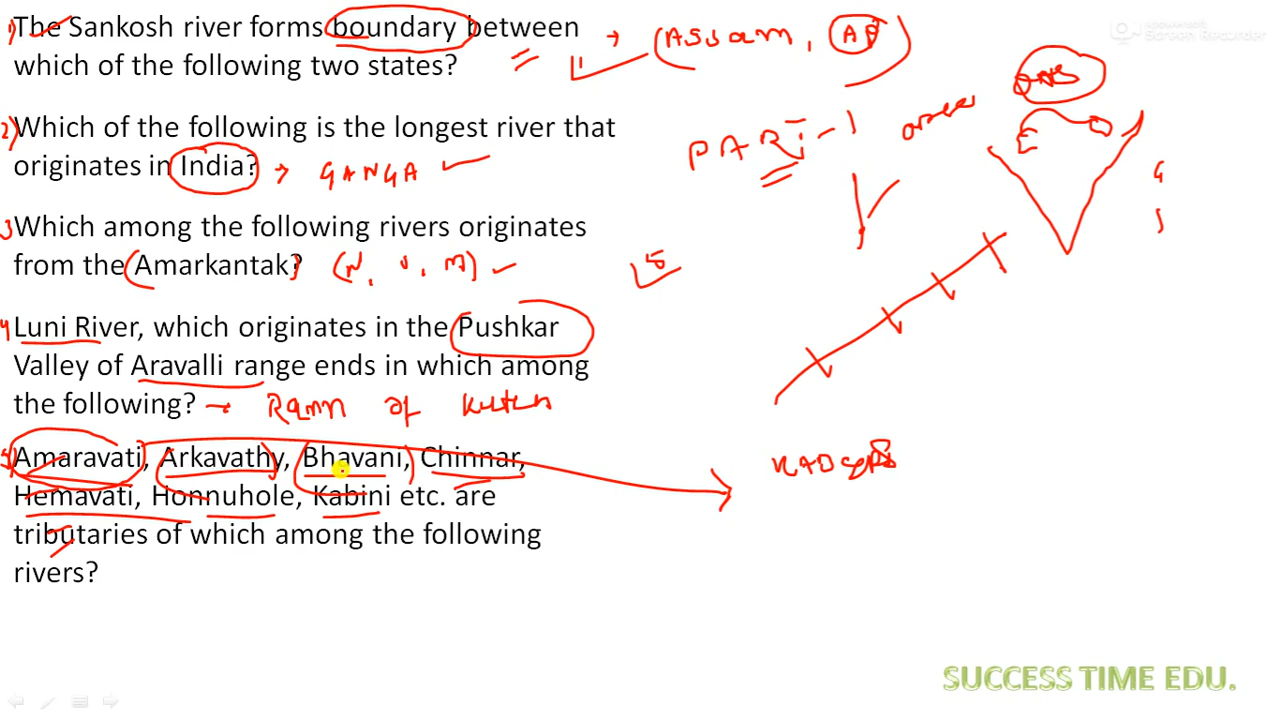 1) The Sankosh river forms boundary between → (Assam, AP)
which of the following two states?
2) Which of the following is the longest river that
originates in India? → GANGA
PART-1
3 Which among the following rivers originates
from the (Amarkantak? (N, S, M)
4 Luni River, which originates in the Pushkar
Valley of Aravalli range ends in which among
the following? → Rann of Kutch
5 Amaravati, Arkavathy, Bhavani, Chinnar,
Hemavati, Honnuhole, Kabini etc. are
tributaries of which among the following
rivers?
SUCCESS TIME EDU.
Screen Recorder